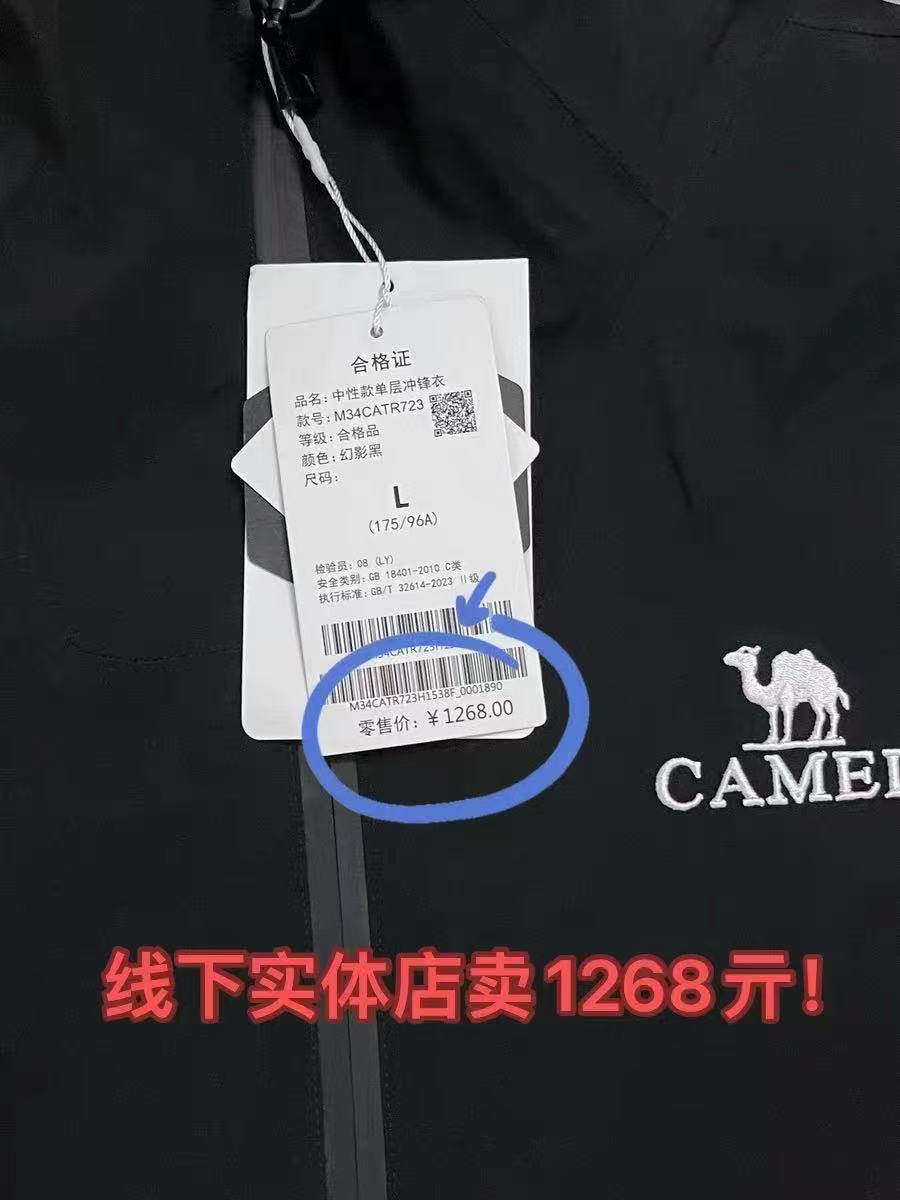 合格证
品名：中性款单层冲锋衣
款号：M34CATR723
等级：合格品
颜色：幻影黑
尺码：
L
(175/96A)
检验员：08 (LY)
安全类别：GB 18401-2010 C类
执行标准：GB/T 32614-2023 II级
M34CATR723H1538F_0001890
零售价：￥1268.00
CAMEL
线下实体店卖1268亓！